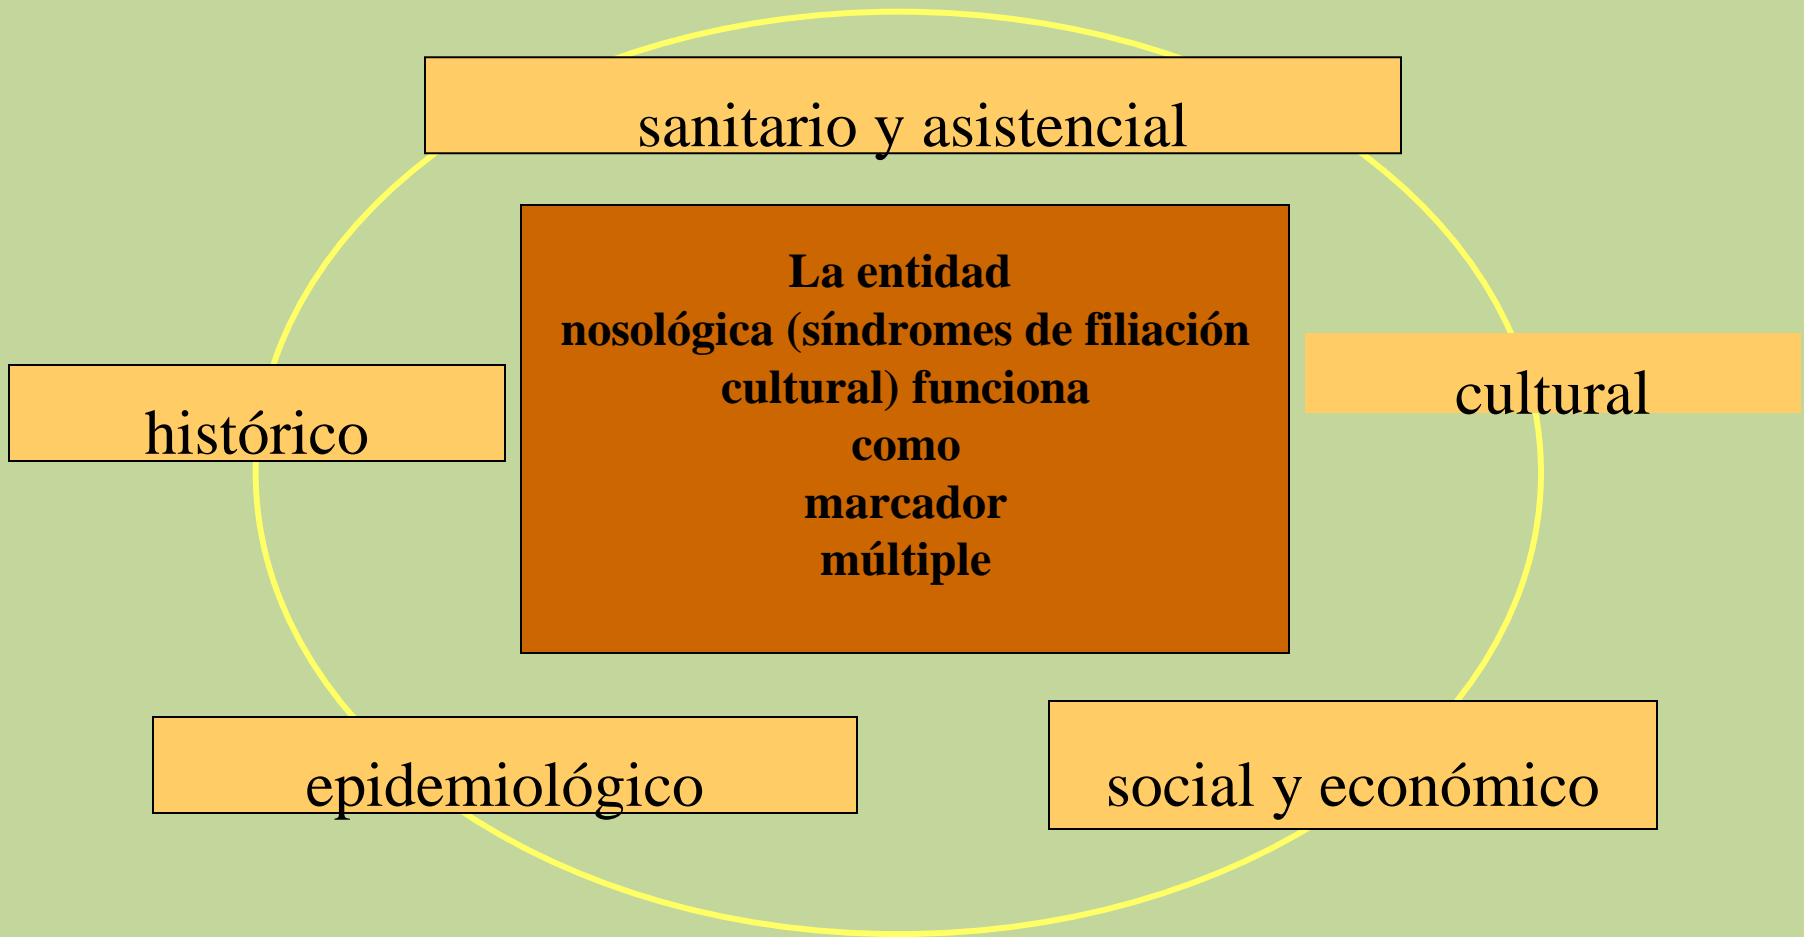 sanitario y asistencial
La entidad
nosológica (síndromes de filiación
cultural) funciona
como
marcador
múltiple
cultural
histórico
epidemiológico
social y económico